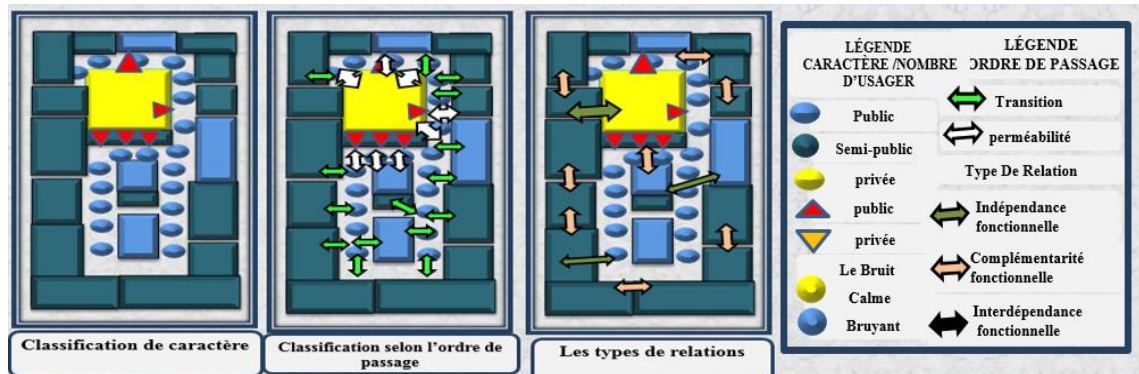 Classification de caractère
Classification selon l'ordre de
passage
Les types de relations
LÉGENDE
CARACTÈRE /NOMBRE
D'USAGER
Public
Semi-public
privée
public
privée
Le Bruit
Calme
Bruyant
LÉGENDE
ORDRE DE PASSAGE
Transition
perméabilité
Type De Relation
Indépendance
fonctionnelle
Complémentarité
fonctionnelle
Interdépendance
fonctionnelle